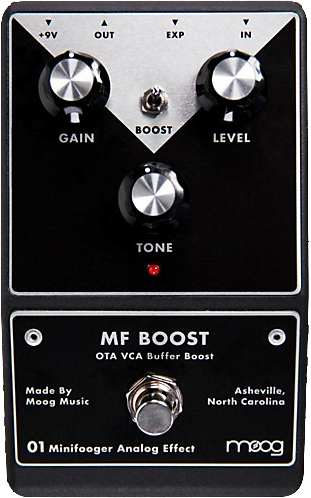 +9V OUT EXP IN
BOOST
GAIN LEVEL
TONE
MF BOOST
OTA VCA Buffer Boost
Made By Asheville,
Moog Music North Carolina
01 Minifooger Analog Effect moog